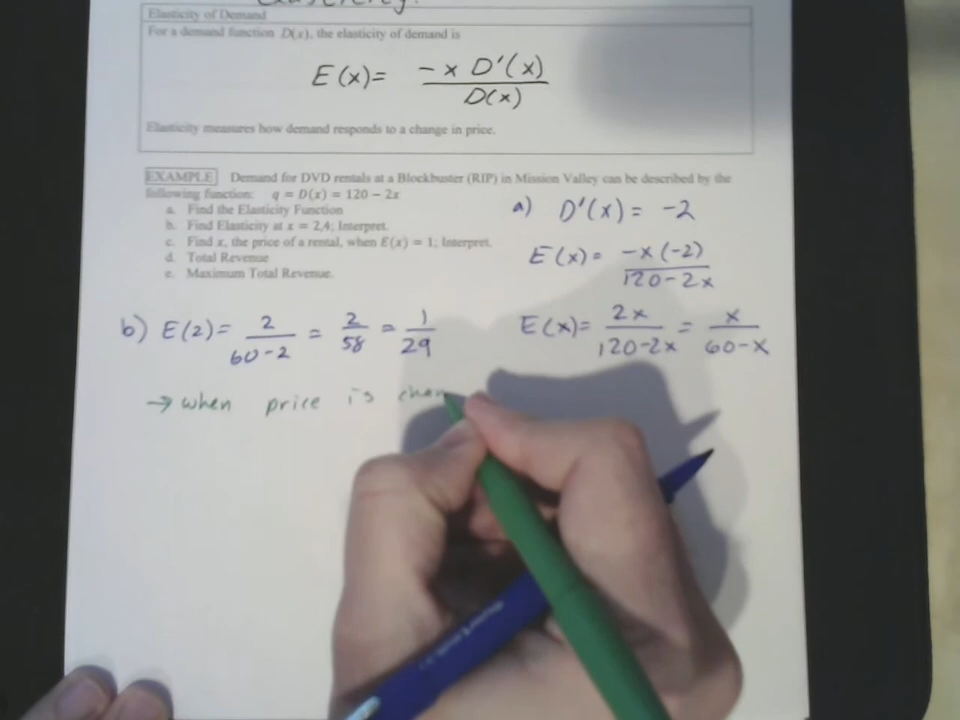 Elasticity.
Elasticity of Demand
For a demand function D(x), the elasticity of demand is
E(x)= -x D'(x) / D(x)
Elasticity measures how demand responds to a change in price.
EXAMPLE Demand for DVD rentals at a Blockbuster (RIP) in Mission Valley can be described by the
following function: q = D(x) = 120 − 2x
a. Find the Elasticity Function
b. Find Elasticity at x = 2,4; Interpret.
c. Find x, the price of a rental, when E(x) = 1; Interpret.
d. Total Revenue
e. Maximum Total Revenue.
a) D'(x) = -2
E(x)= -x(-2) / 120-2x
E(x)= 2x / 120-2x = x / 60-x
b) E(2)= 2 / 60-2 = 2 / 58 = 1 / 29
→ when price is chan